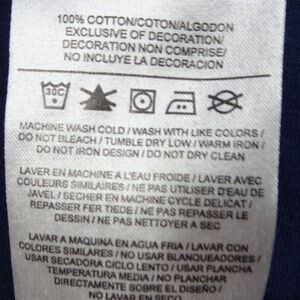 100% COTTON/COTON/ALGODON
EXCLUSIVE OF DECORATION/
DECORATION NON COMPRISE/
NO INCLUYE LA DECORACION
30C
MACHINE WASH COLD / WASH WITH LIKE COLORS /
DO NOT BLEACH / TUMBLE DRY LOW / WARM IRON /
DO NOT IRON DESIGN / DO NOT DRY CLEAN
LAVER EN MACHINE A L'EAU FROIDE / LAVER AVEC
COULEURS SIMILAIRES / NE PAS UTILISER D'EAU DE
JAVEL / SECHER EN MACHINE CYCLE DELICAT /
REPASSER FER TIEDE / NE PAS REPASSER LE
DESSIN / NE PAS NETTOYER A SEC
LAVAR A MAQUINA EN AGUA FRIA / LAVAR CON
COLORES SIMILARES / NO USAR BLANQUEADORES /
USAR SECADORA CICLO LENTO / USAR PLANCHA
TEMPERATURA MEDIA / NO PLANCHAR
DIRECTAMENTE SOBRE EL DISEÑO /
NO LAVAR EN SECO